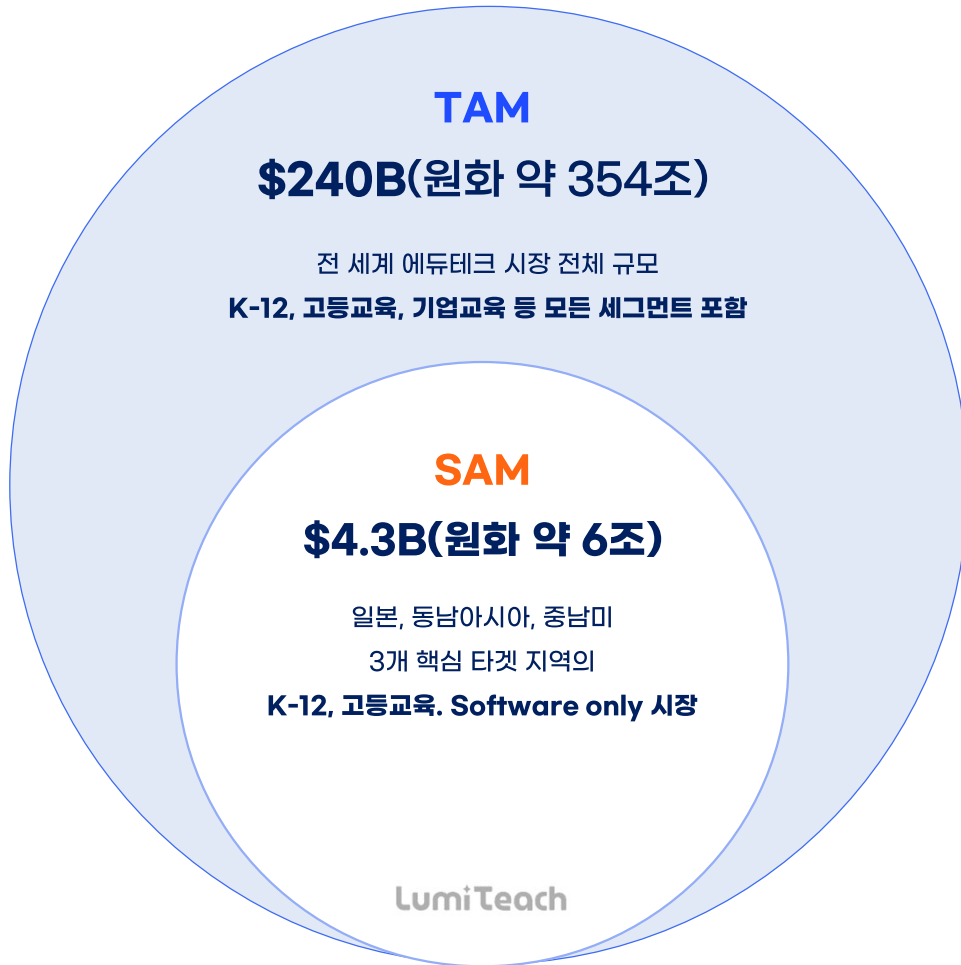 TAM
$240B(원화 약 354조)
전 세계 에듀테크 시장 전체 규모
K-12, 고등교육, 기업교육 등 모든 세그먼트 포함
SAM
$4.3B(원화 약 6조)
일본, 동남아시아, 중남미
3개 핵심 타겟 지역의
K-12, 고등교육. Software only 시장
LumiTeach